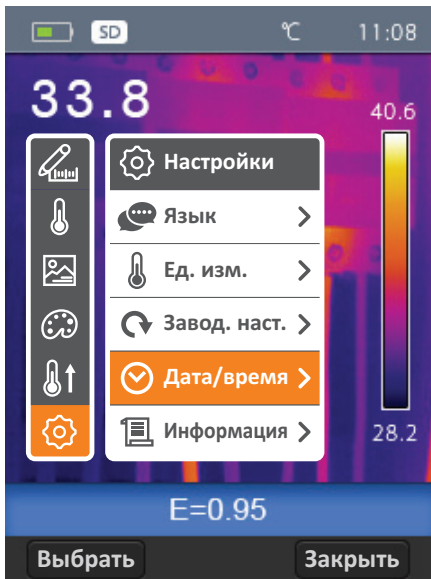 SD °C 11:08
33.8
40.6
Настройки
Язык
Ед. изм.
Завод. наст.
Дата/время
Информация
28.2
E=0.95
Выбрать Закрыть